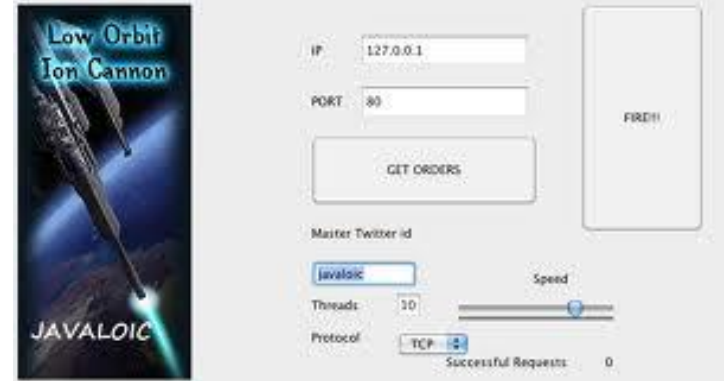 Low Orbit
Ion Cannon
JAVALOIC
IP 127.0.0.1
PORT 80
FIRE!!!
GET ORDERS
Master Twitter id
javaloic
Speed
Threads 10
Protocol TCP
Successful Requests 0